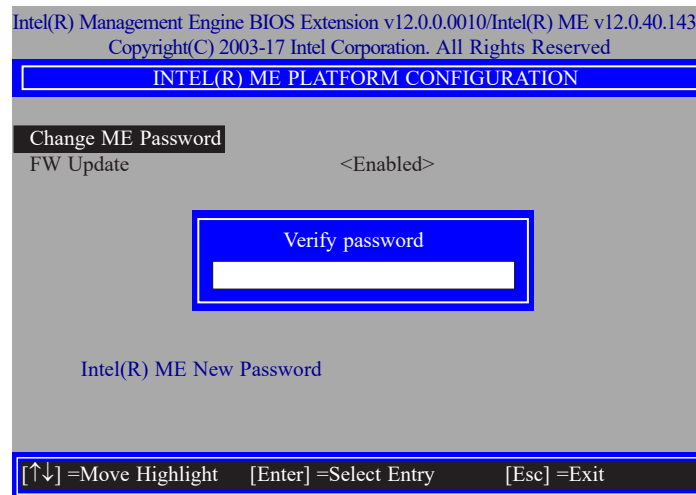 Intel(R) Management Engine BIOS Extension v12.0.0.0010/Intel(R) ME v12.0.40.143
Copyright(C) 2003-17 Intel Corporation. All Rights Reserved
INTEL(R) ME PLATFORM CONFIGURATION
Change ME Password
FW Update <Enabled>
Verify password
Intel(R) ME New Password
[↑↓] =Move Highlight [Enter] =Select Entry [Esc] =Exit